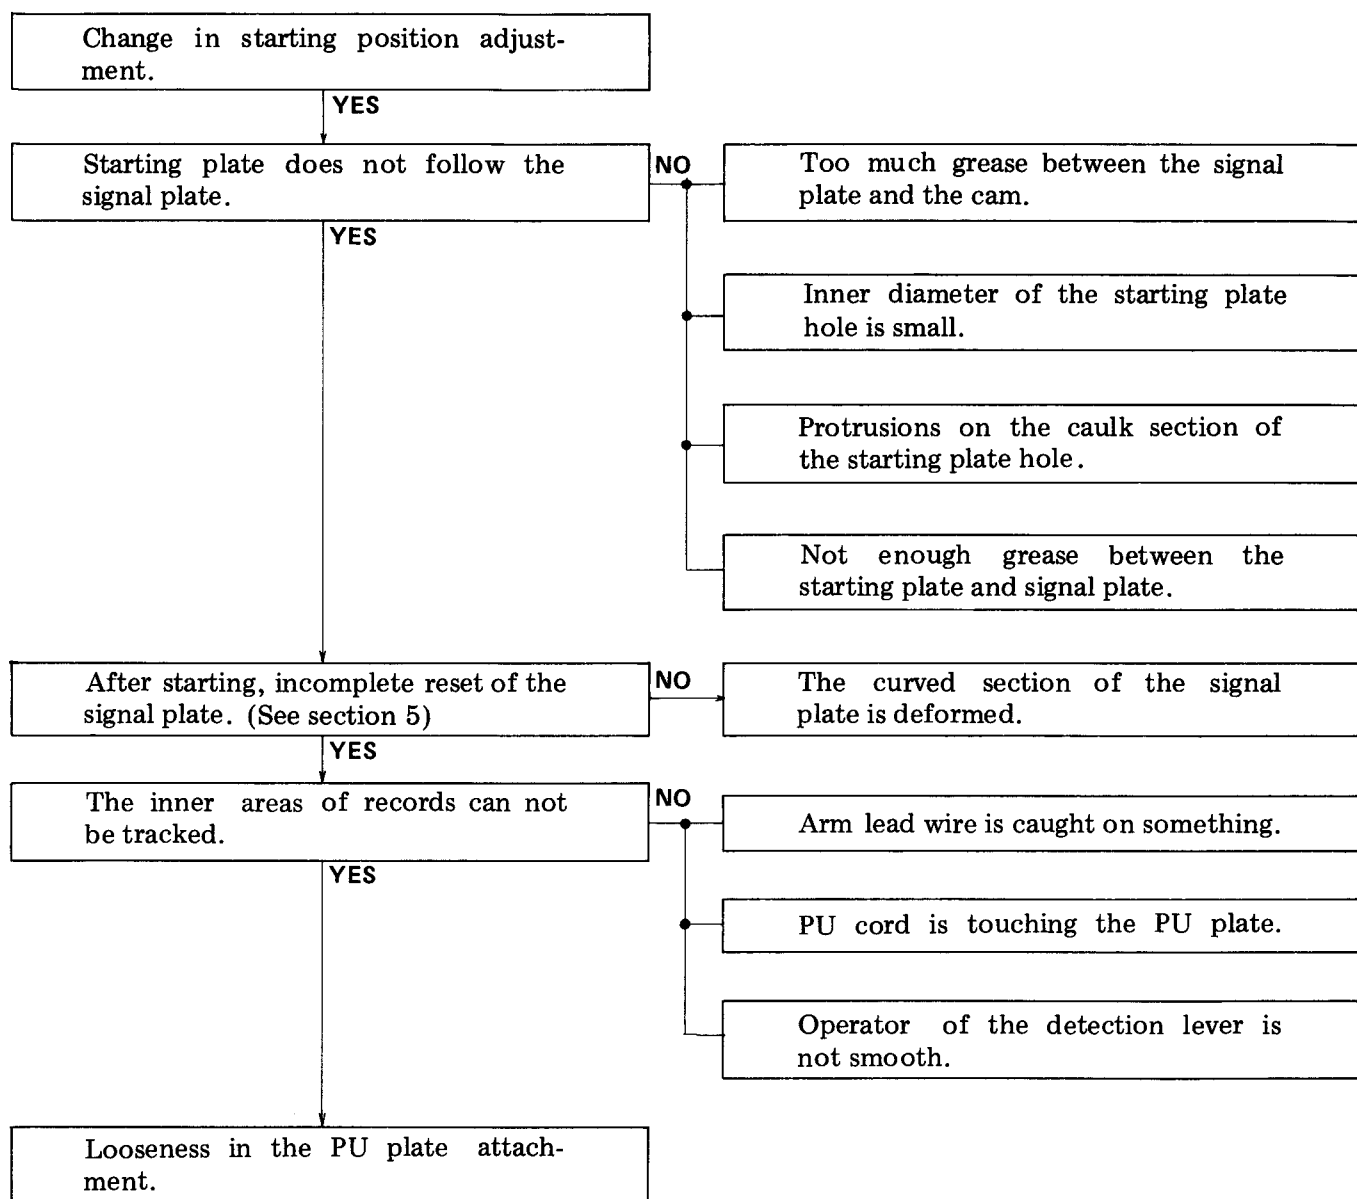 Change in starting position adjust-
ment.
YES
Starting plate does not follow the
signal plate.
NO
Too much grease between the signal
plate and the cam.
YES
Inner diameter of the starting plate
hole is small.
Protrusions on the caulk section of
the starting plate hole.
Not enough grease between the
starting plate and signal plate.
After starting, incomplete reset of the
signal plate. (See section 5)
NO
The curved section of the signal
plate is deformed.
YES
The inner areas of records can not
be tracked.
NO
Arm lead wire is caught on something.
YES
PU cord is touching the PU plate.
Operator of the detection lever is
not smooth.
Looseness in the PU plate attach-
ment.